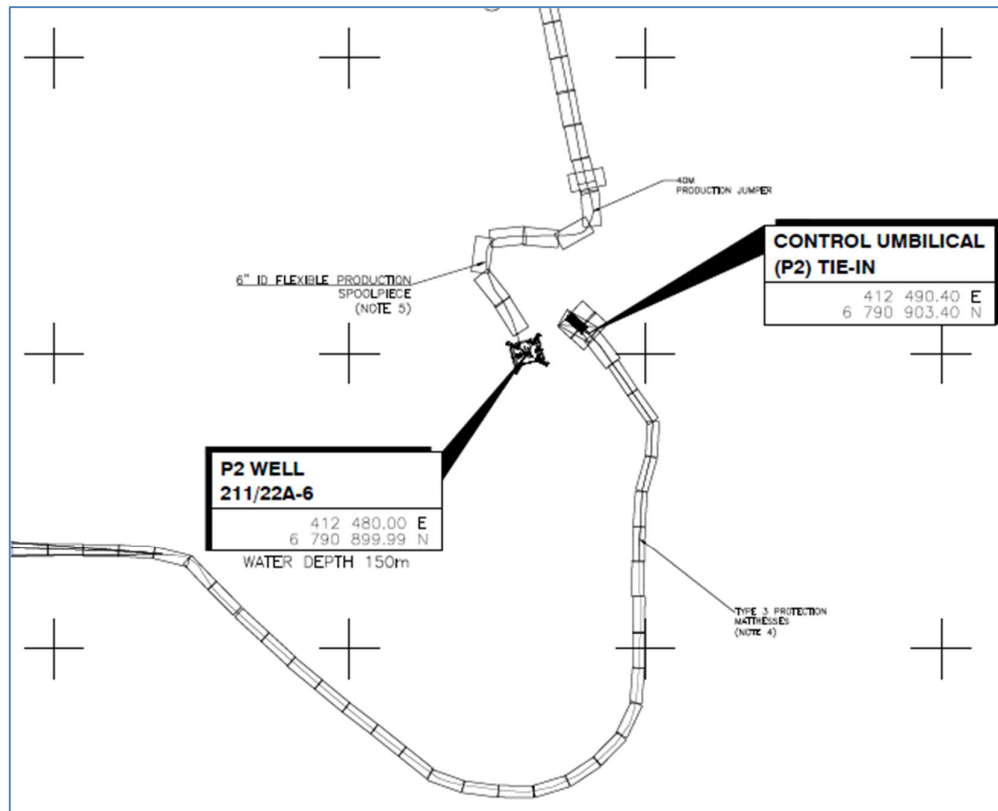 40M
PRODUCTION JUMPER
CONTROL UMBILICAL
(P2) TIE-IN
412 490.40 E
6 790 903.40 N
6" ID FLEXIBLE PRODUCTION
SPOOLPIECE
(NOTE 5)
P2 WELL
211/22A-6
412 480.00 E
6 790 899.99 N
WATER DEPTH 150m
TYPE 3 PROTECTION
MATTRESSES
(NOTE 4)